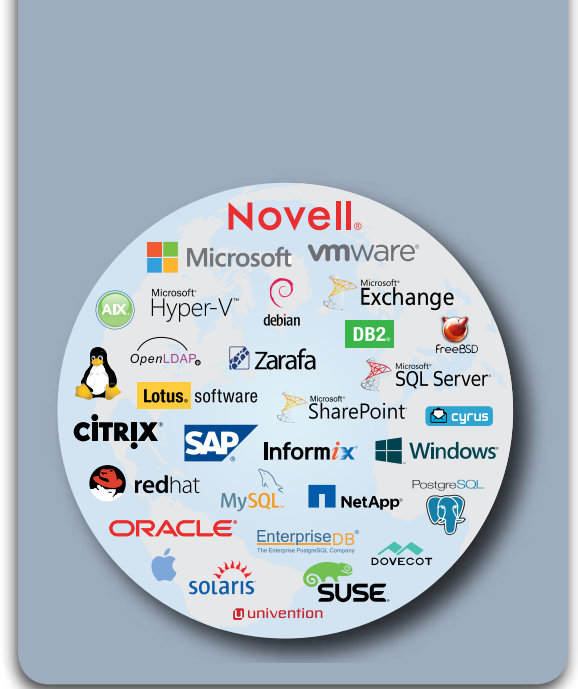 Novell®
Microsoft
vmware®
AIX
Microsoft®
Hyper-V™
debian
Microsoft®
Exchange
DB2®
FreeBSD
OpenLDAP®
Zarafa
Microsoft®
SQL Server®
Lotus. software
Microsoft®
SharePoint®
cyrus
CITRIX®
SAP®
Informix®
Windows®
redhat
MySQL®
NetApp®
PostgreSQL
ORACLE®
EnterpriseDB®
The Enterprise PostgreSQL Company
DOVECOT
solaris
SUSE®
univention